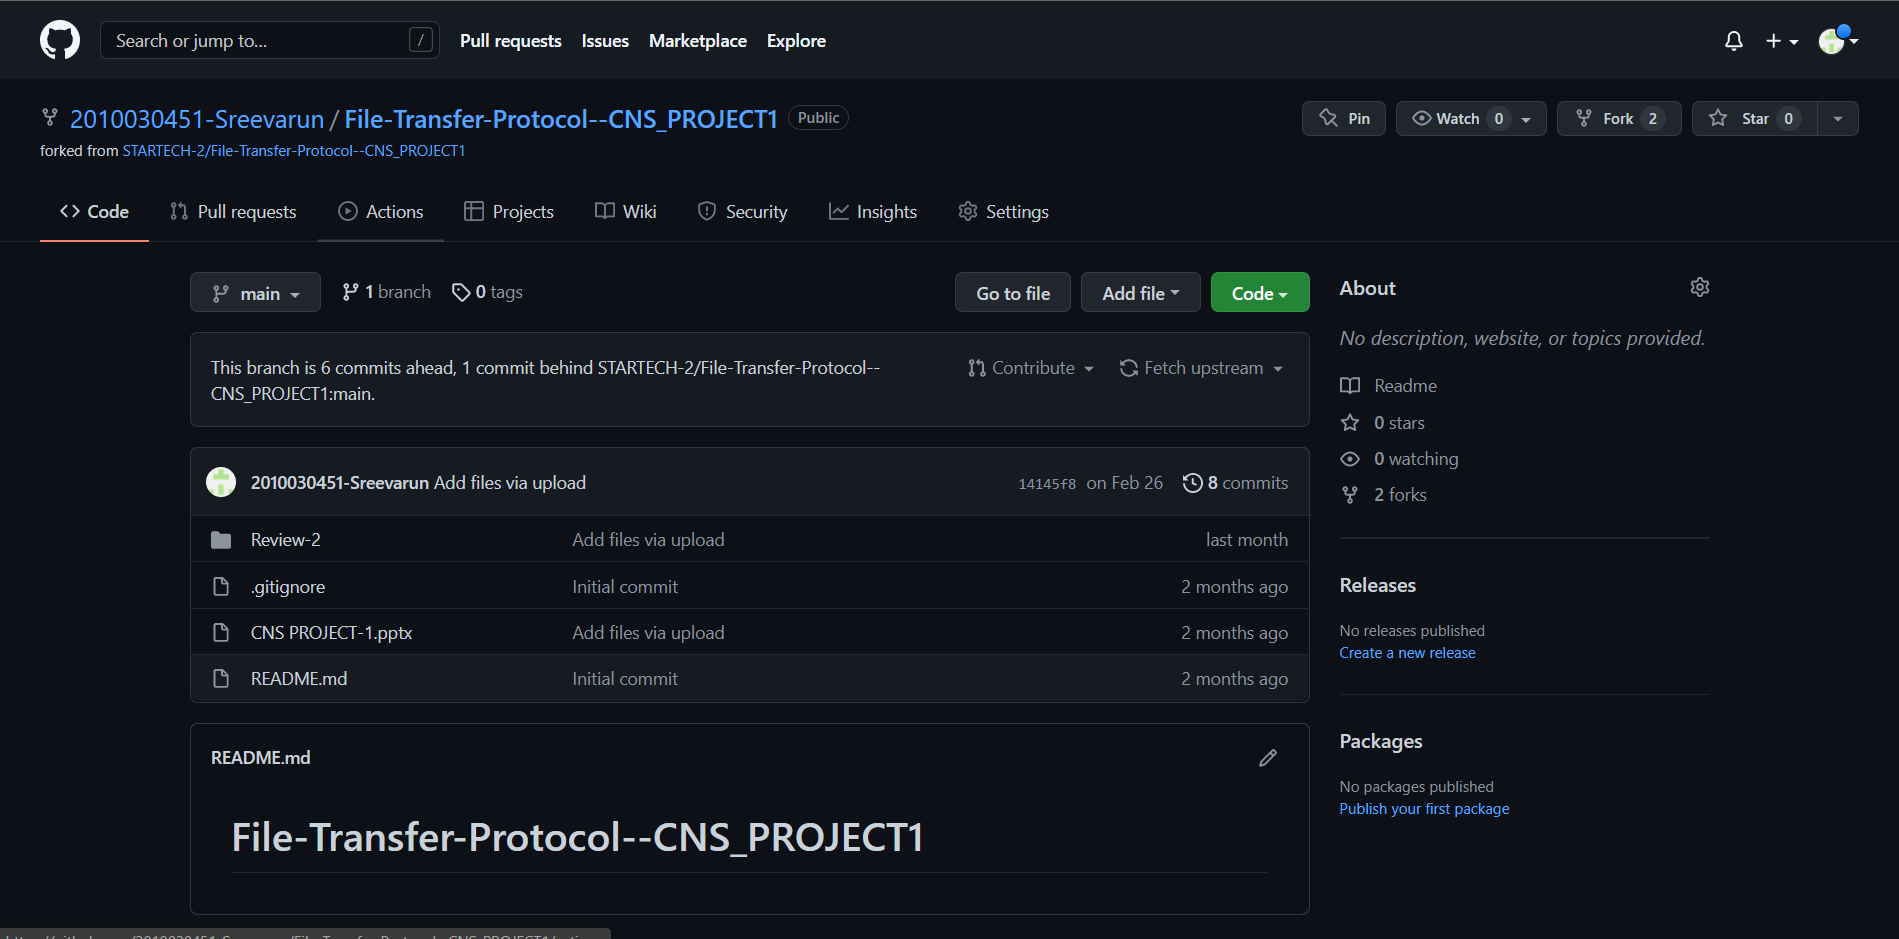 Search or jump to... / Pull requests Issues Marketplace Explore
2010030451-Sreevarun / File-Transfer-Protocol--CNS_PROJECT1 Public Pin Watch 0 Fork 2 Star 0
forked from STARTECH-2/File-Transfer-Protocol--CNS_PROJECT1
Code Pull requests Actions Projects Wiki Security Insights Settings
main 1 branch 0 tags Go to file Add file Code
This branch is 6 commits ahead, 1 commit behind STARTECH-2/File-Transfer-Protocol--
CNS_PROJECT1:main.
Contribute Fetch upstream
2010030451-Sreevarun Add files via upload 14145f8 on Feb 26 8 commits
Review-2 Add files via upload last month
.gitignore Initial commit 2 months ago
CNS PROJECT-1.pptx Add files via upload 2 months ago
README.md Initial commit 2 months ago
README.md
File-Transfer-Protocol--CNS_PROJECT1
About
No description, website, or topics provided.
Readme
0 stars
0 watching
2 forks
Releases
No releases published
Create a new release
Packages
No packages published
Publish your first package